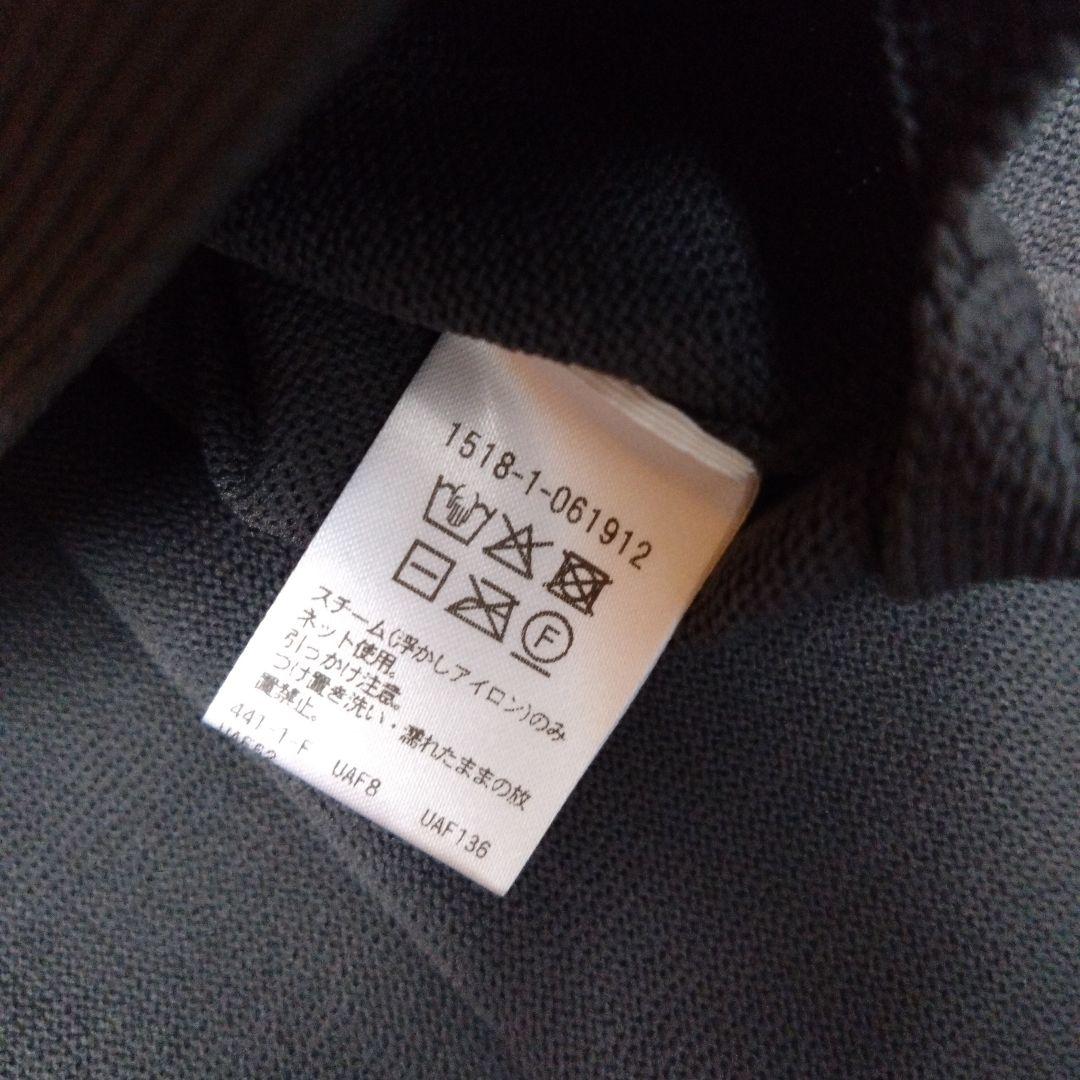 1518-1-061912
F
スチーム(浮かしアイロン)のみ
ネット使用。
引っかけ注意。
つけ置き洗い・濡れたままの放
置禁止。
441-1-F UAF8 UAF136